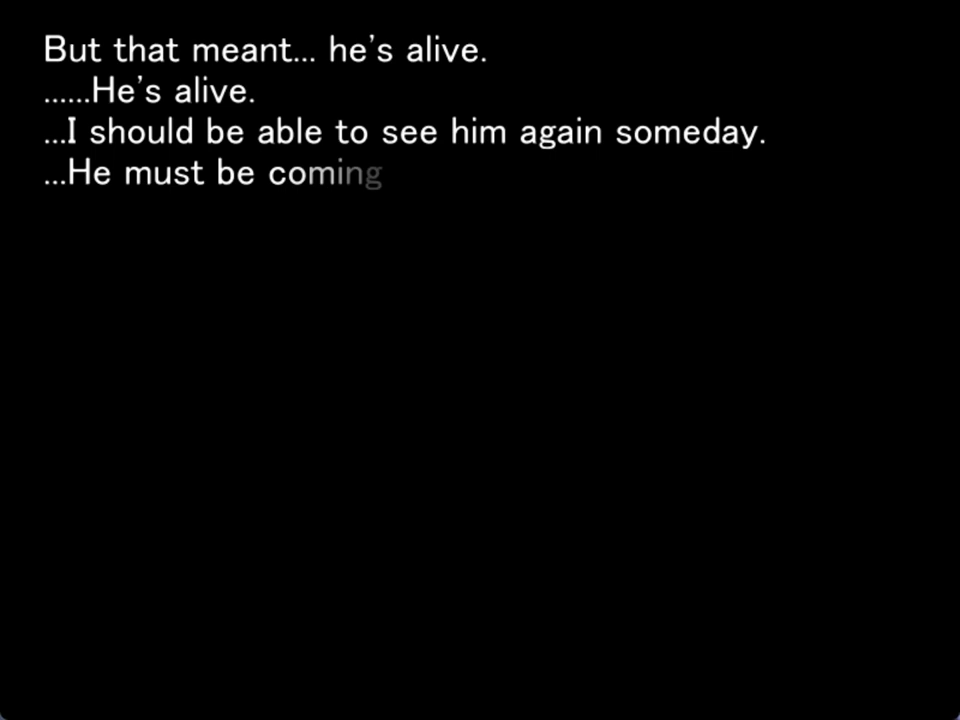 But that meant... he’s alive.
......He’s alive.
...I should be able to see him again someday.
...He must be coming